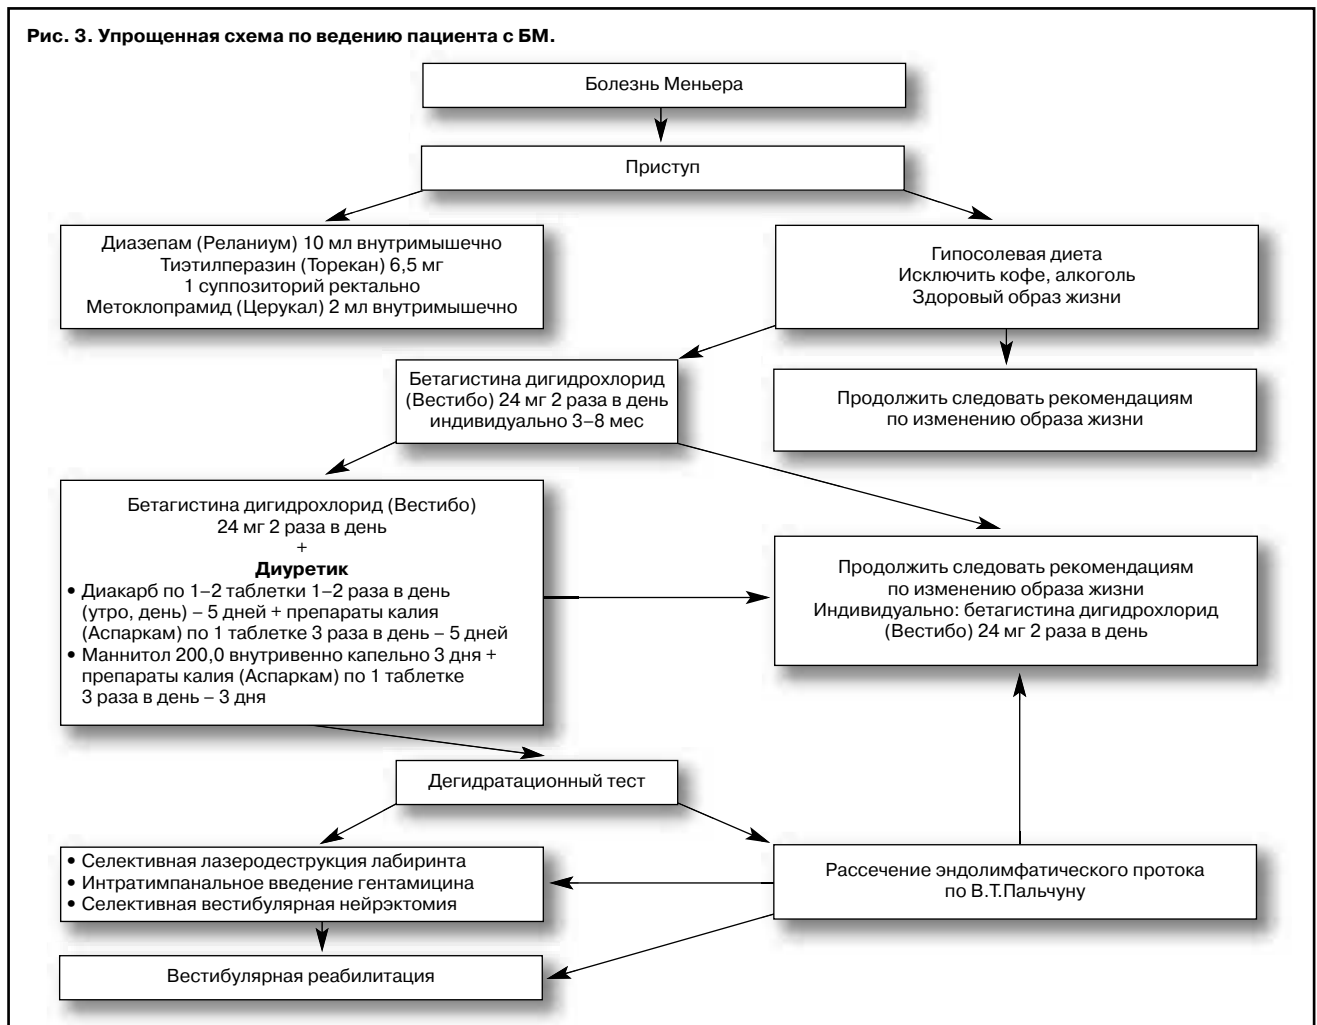 Рис. 3. Упрощенная схема по ведению пациента с БМ.
Болезнь Меньера
Приступ
Диазепам (Реланиум) 10 мл внутримышечно
Тиэтилперазин (Торекан) 6,5 мг
1 суппозиторий ректально
Метоклопрамид (Церукал) 2 мл внутримышечно
Гипосолевая диета
Исключить кофе, алкоголь
Здоровый образ жизни
Бетагистина дигидрохлорид
(Вестибо) 24 мг 2 раза в день
индивидуально 3–8 мес
Продолжить следовать рекомендациям
по изменению образа жизни
Бетагистина дигидрохлорид (Вестибо)
24 мг 2 раза в день
+
Диуретик
• Диакарб по 1–2 таблетки 1–2 раза в день
(утро, день) – 5 дней + препараты калия
(Аспаркам) по 1 таблетке 3 раза в день – 5 дней
• Маннитол 200,0 внутривенно капельно 3 дня +
препараты калия (Аспаркам) по 1 таблетке
3 раза в день – 3 дня
Продолжить следовать рекомендациям
по изменению образа жизни
Индивидуально: бетагистина дигидрохлорид
(Вестибо) 24 мг 2 раза в день
Дегидратационный тест
• Селективная лазеродеструкция лабиринта
• Интратимпанальное введение гентамицина
• Селективная вестибулярная нейрэктомия
Рассечение эндолимфатического протока
по В.Т.Пальчуну
Вестибулярная реабилитация